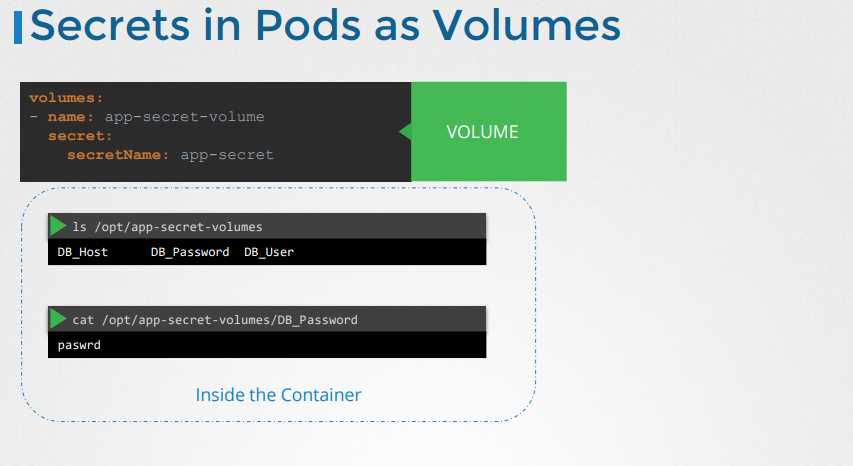 Secrets in Pods as Volumes
volumes:
- name: app-secret-volume
  secret:
    secretName: app-secret
VOLUME
ls /opt/app-secret-volumes
DB_Host DB_Password DB_User
cat /opt/app-secret-volumes/DB_Password
paswrd
Inside the Container